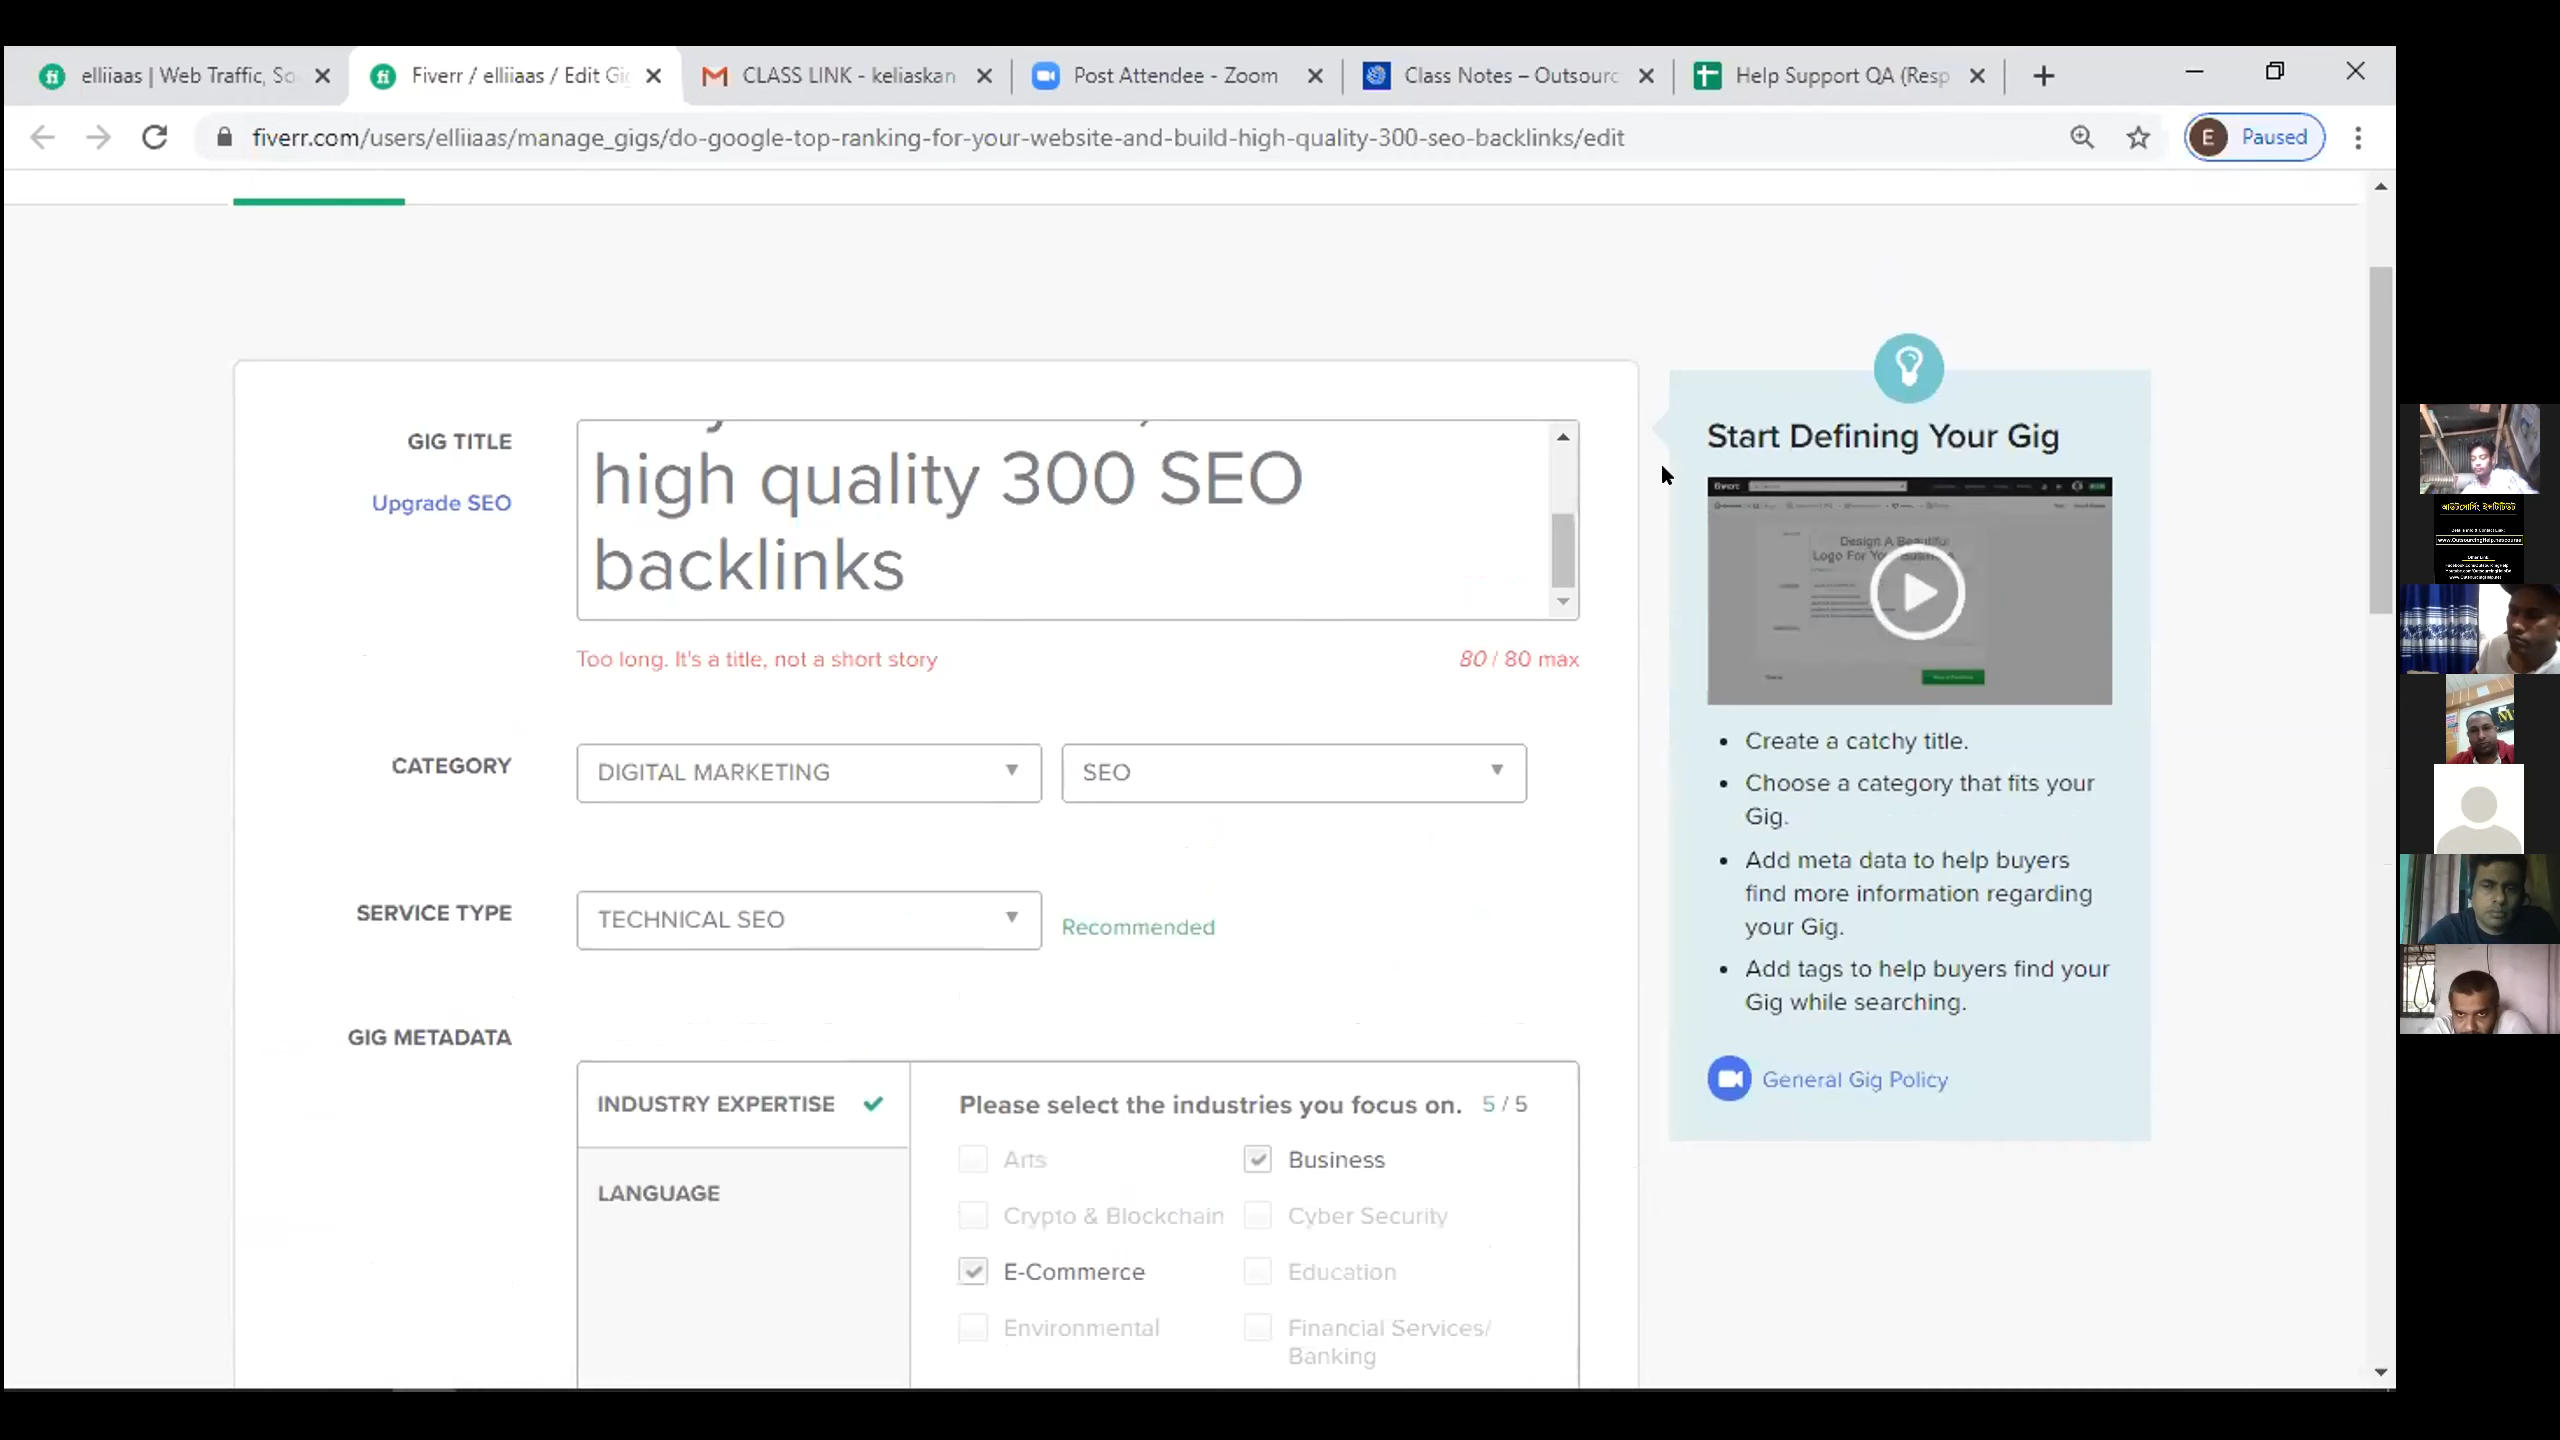 elliiaas | Web Traffic, So
Fiverr / elliiaas / Edit Gi
CLASS LINK - keliaskan
Post Attendee - Zoom
Class Notes – Outsourc
Help Support QA (Resp
fiverr.com/users/elliiaas/manage_gigs/do-google-top-ranking-for-your-website-and-build-high-quality-300-seo-backlinks/edit
E
Paused
GIG TITLE
Upgrade SEO
high quality 300 SEO
backlinks
Too long. It's a title, not a short story
80 / 80 max
CATEGORY
DIGITAL MARKETING
SEO
SERVICE TYPE
TECHNICAL SEO
Recommended
GIG METADATA
INDUSTRY EXPERTISE
LANGUAGE
Please select the industries you focus on.
5 / 5
Arts
Business
Crypto & Blockchain
Cyber Security
E-Commerce
Education
Environmental
Financial Services/
Banking
Start Defining Your Gig
Design A Beautiful
• Create a catchy title.
• Choose a category that fits your
Gig.
• Add meta data to help buyers
find more information regarding
your Gig.
• Add tags to help buyers find your
Gig while searching.
General Gig Policy